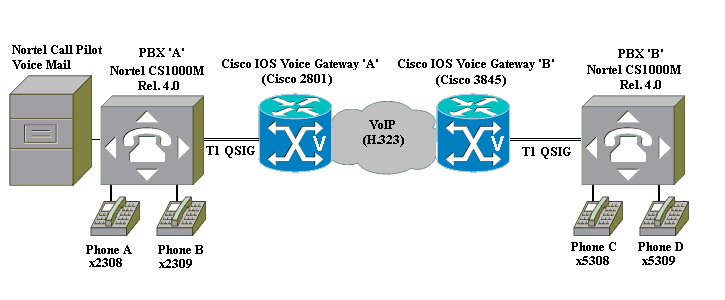 Nortel Call Pilot
Voice Mail
PBX 'A'
Nortel CS1000M
Rel. 4.0
Cisco IOS Voice Gateway 'A'
(Cisco 2801)
Cisco IOS Voice Gateway 'B'
(Cisco 3845)
PBX 'B'
Nortel CS1000M
Rel. 4.0
T1 QSIG
V
VoIP
(H.323)
V
T1 QSIG
Phone A
x2308
Phone B
x2309
Phone C
x5308
Phone D
x5309